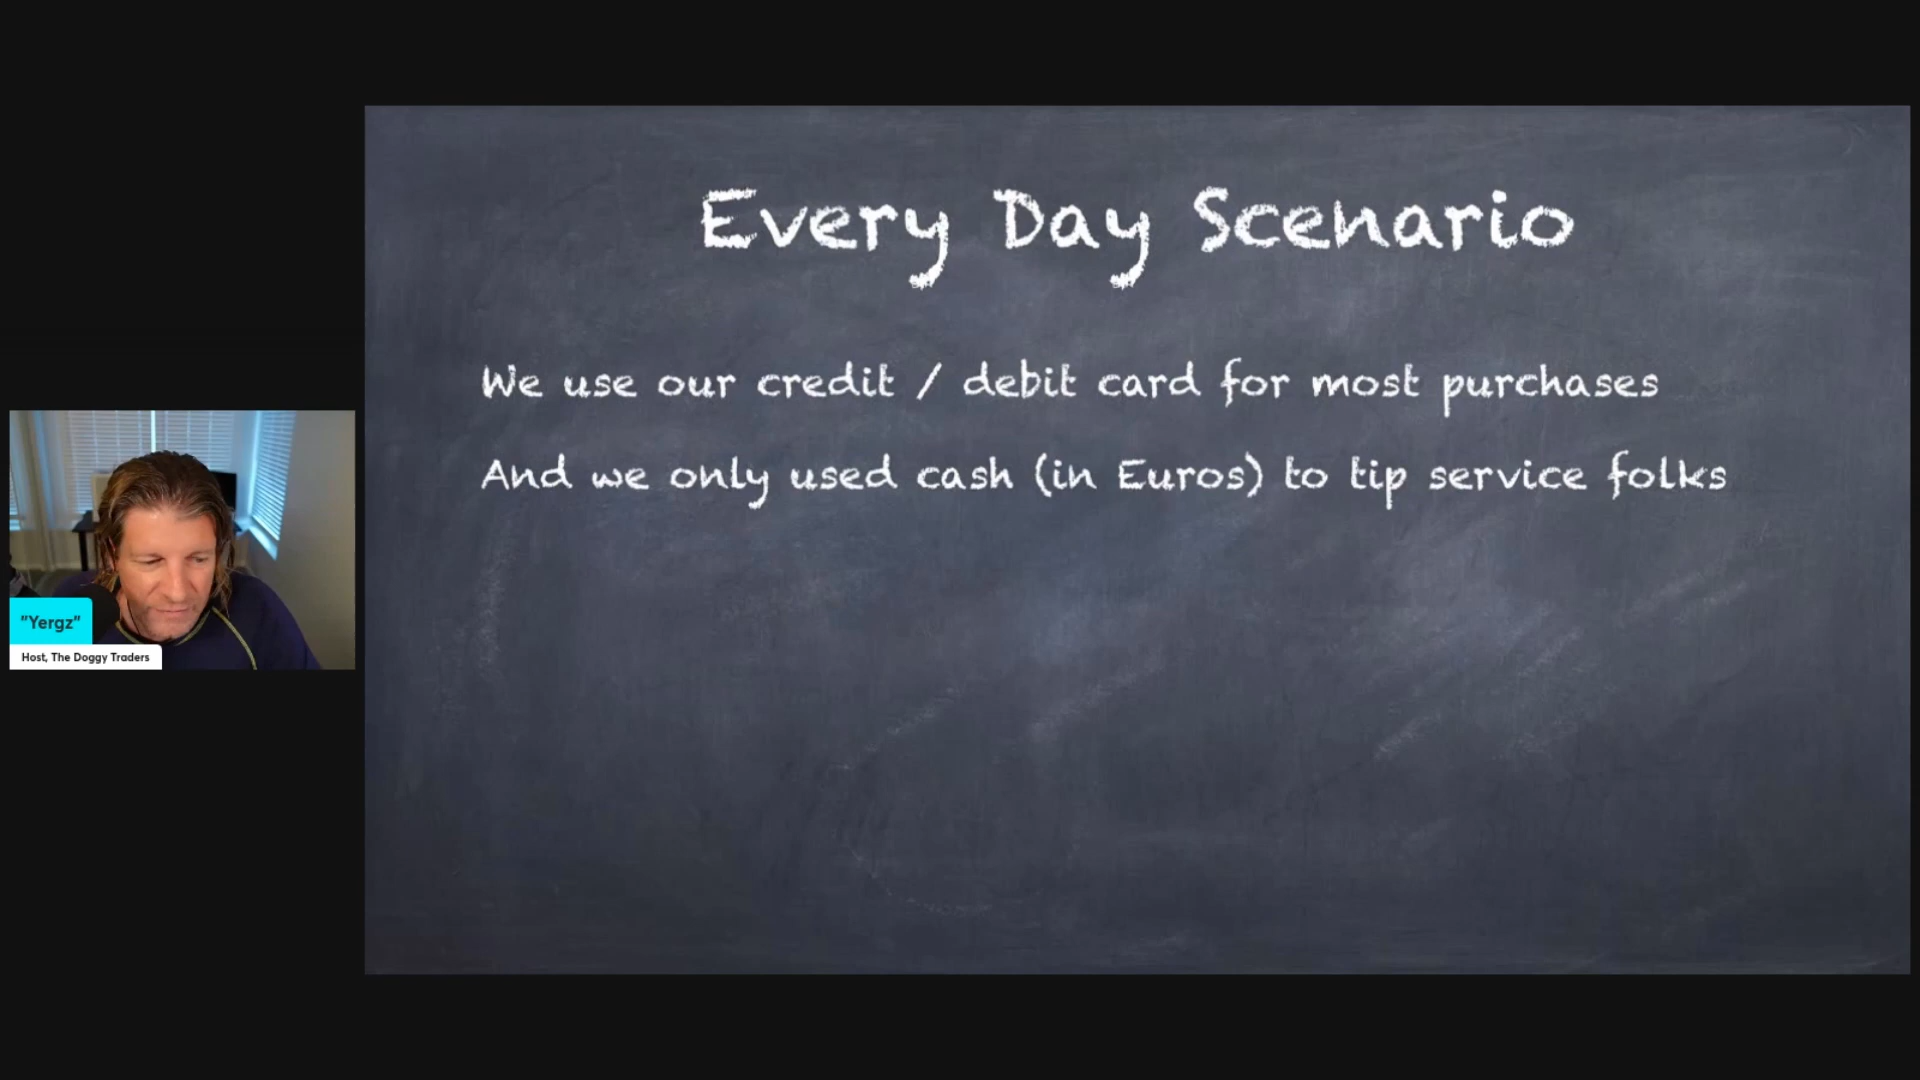 Every Day Scenario
We use our credit / debit card for most purchases
And we only used cash (in Euros) to tip service folks
"Yergz"
Host, The Doggy Traders